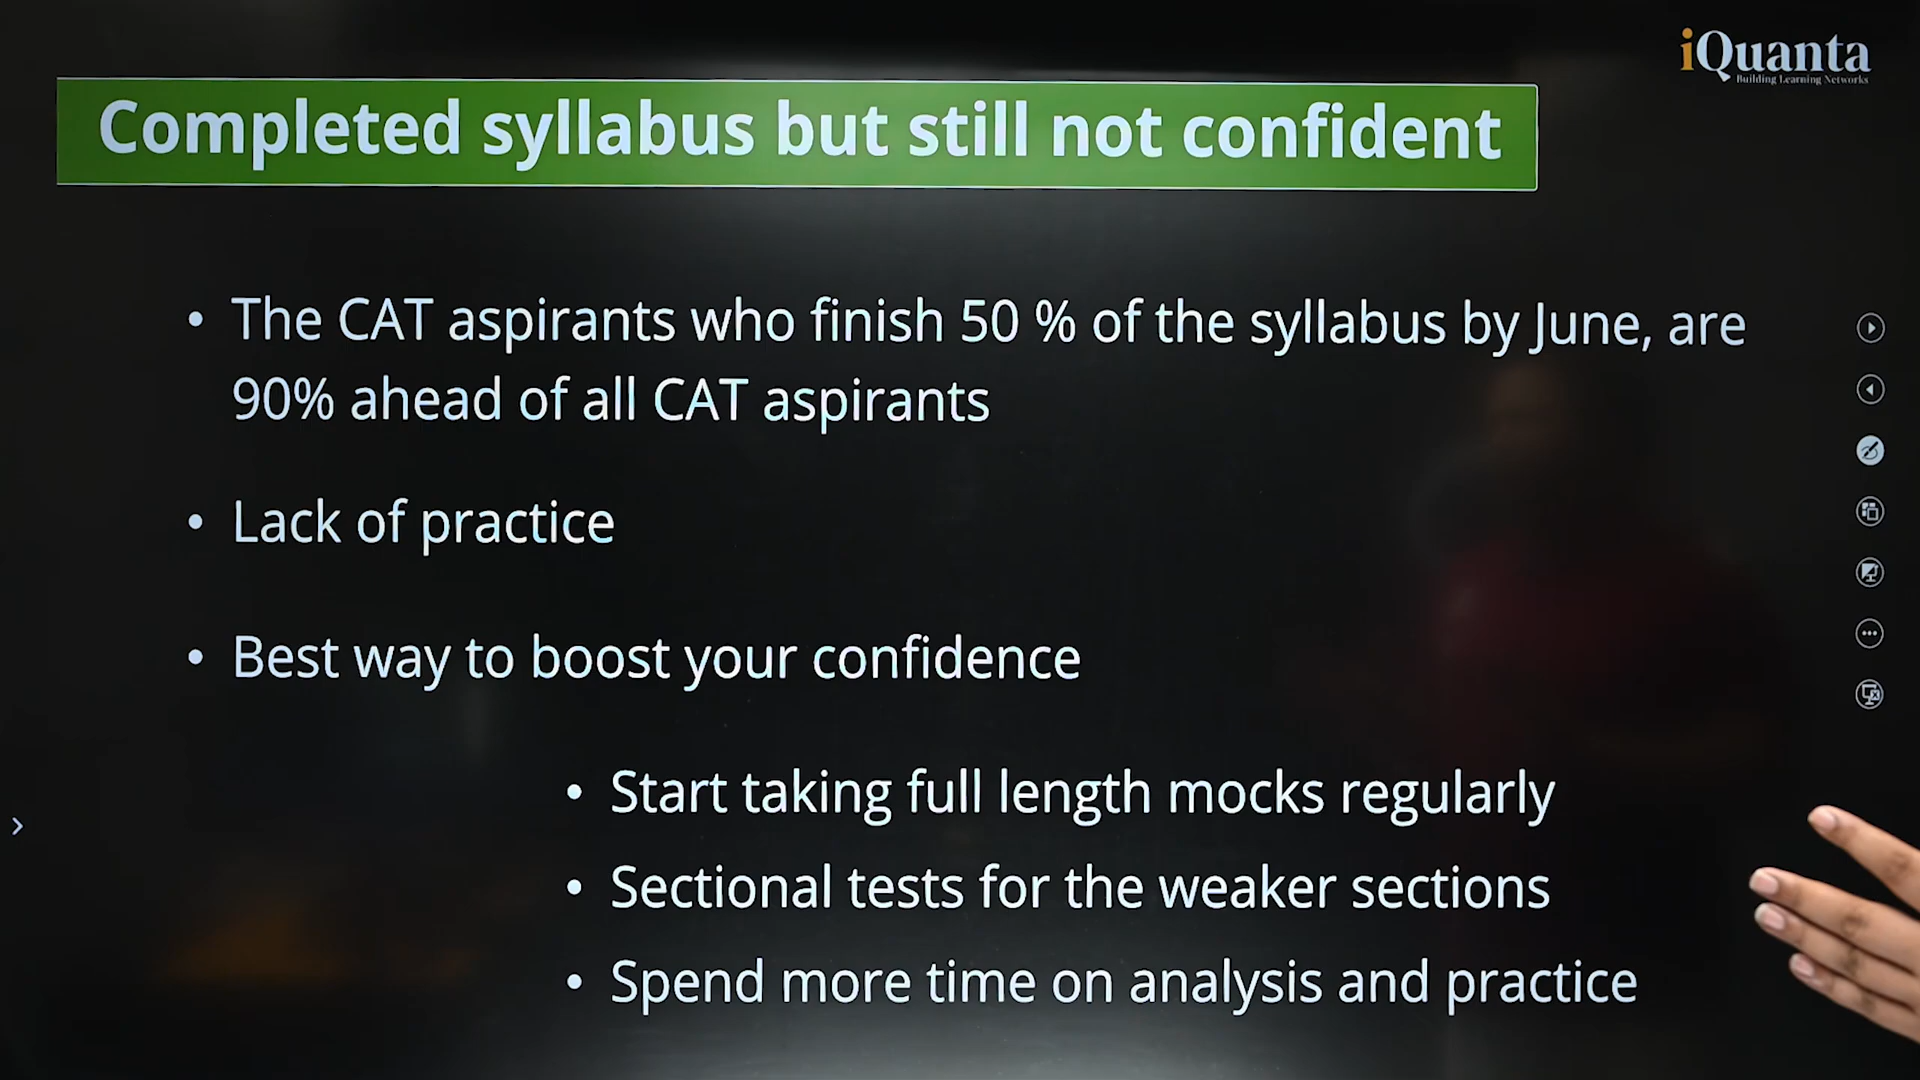 iQuanta
Building Learning Networks
Completed syllabus but still not confident
• The CAT aspirants who finish 50 % of the syllabus by June, are
90% ahead of all CAT aspirants
• Lack of practice
• Best way to boost your confidence
• Start taking full length mocks regularly
• Sectional tests for the weaker sections
• Spend more time on analysis and practice